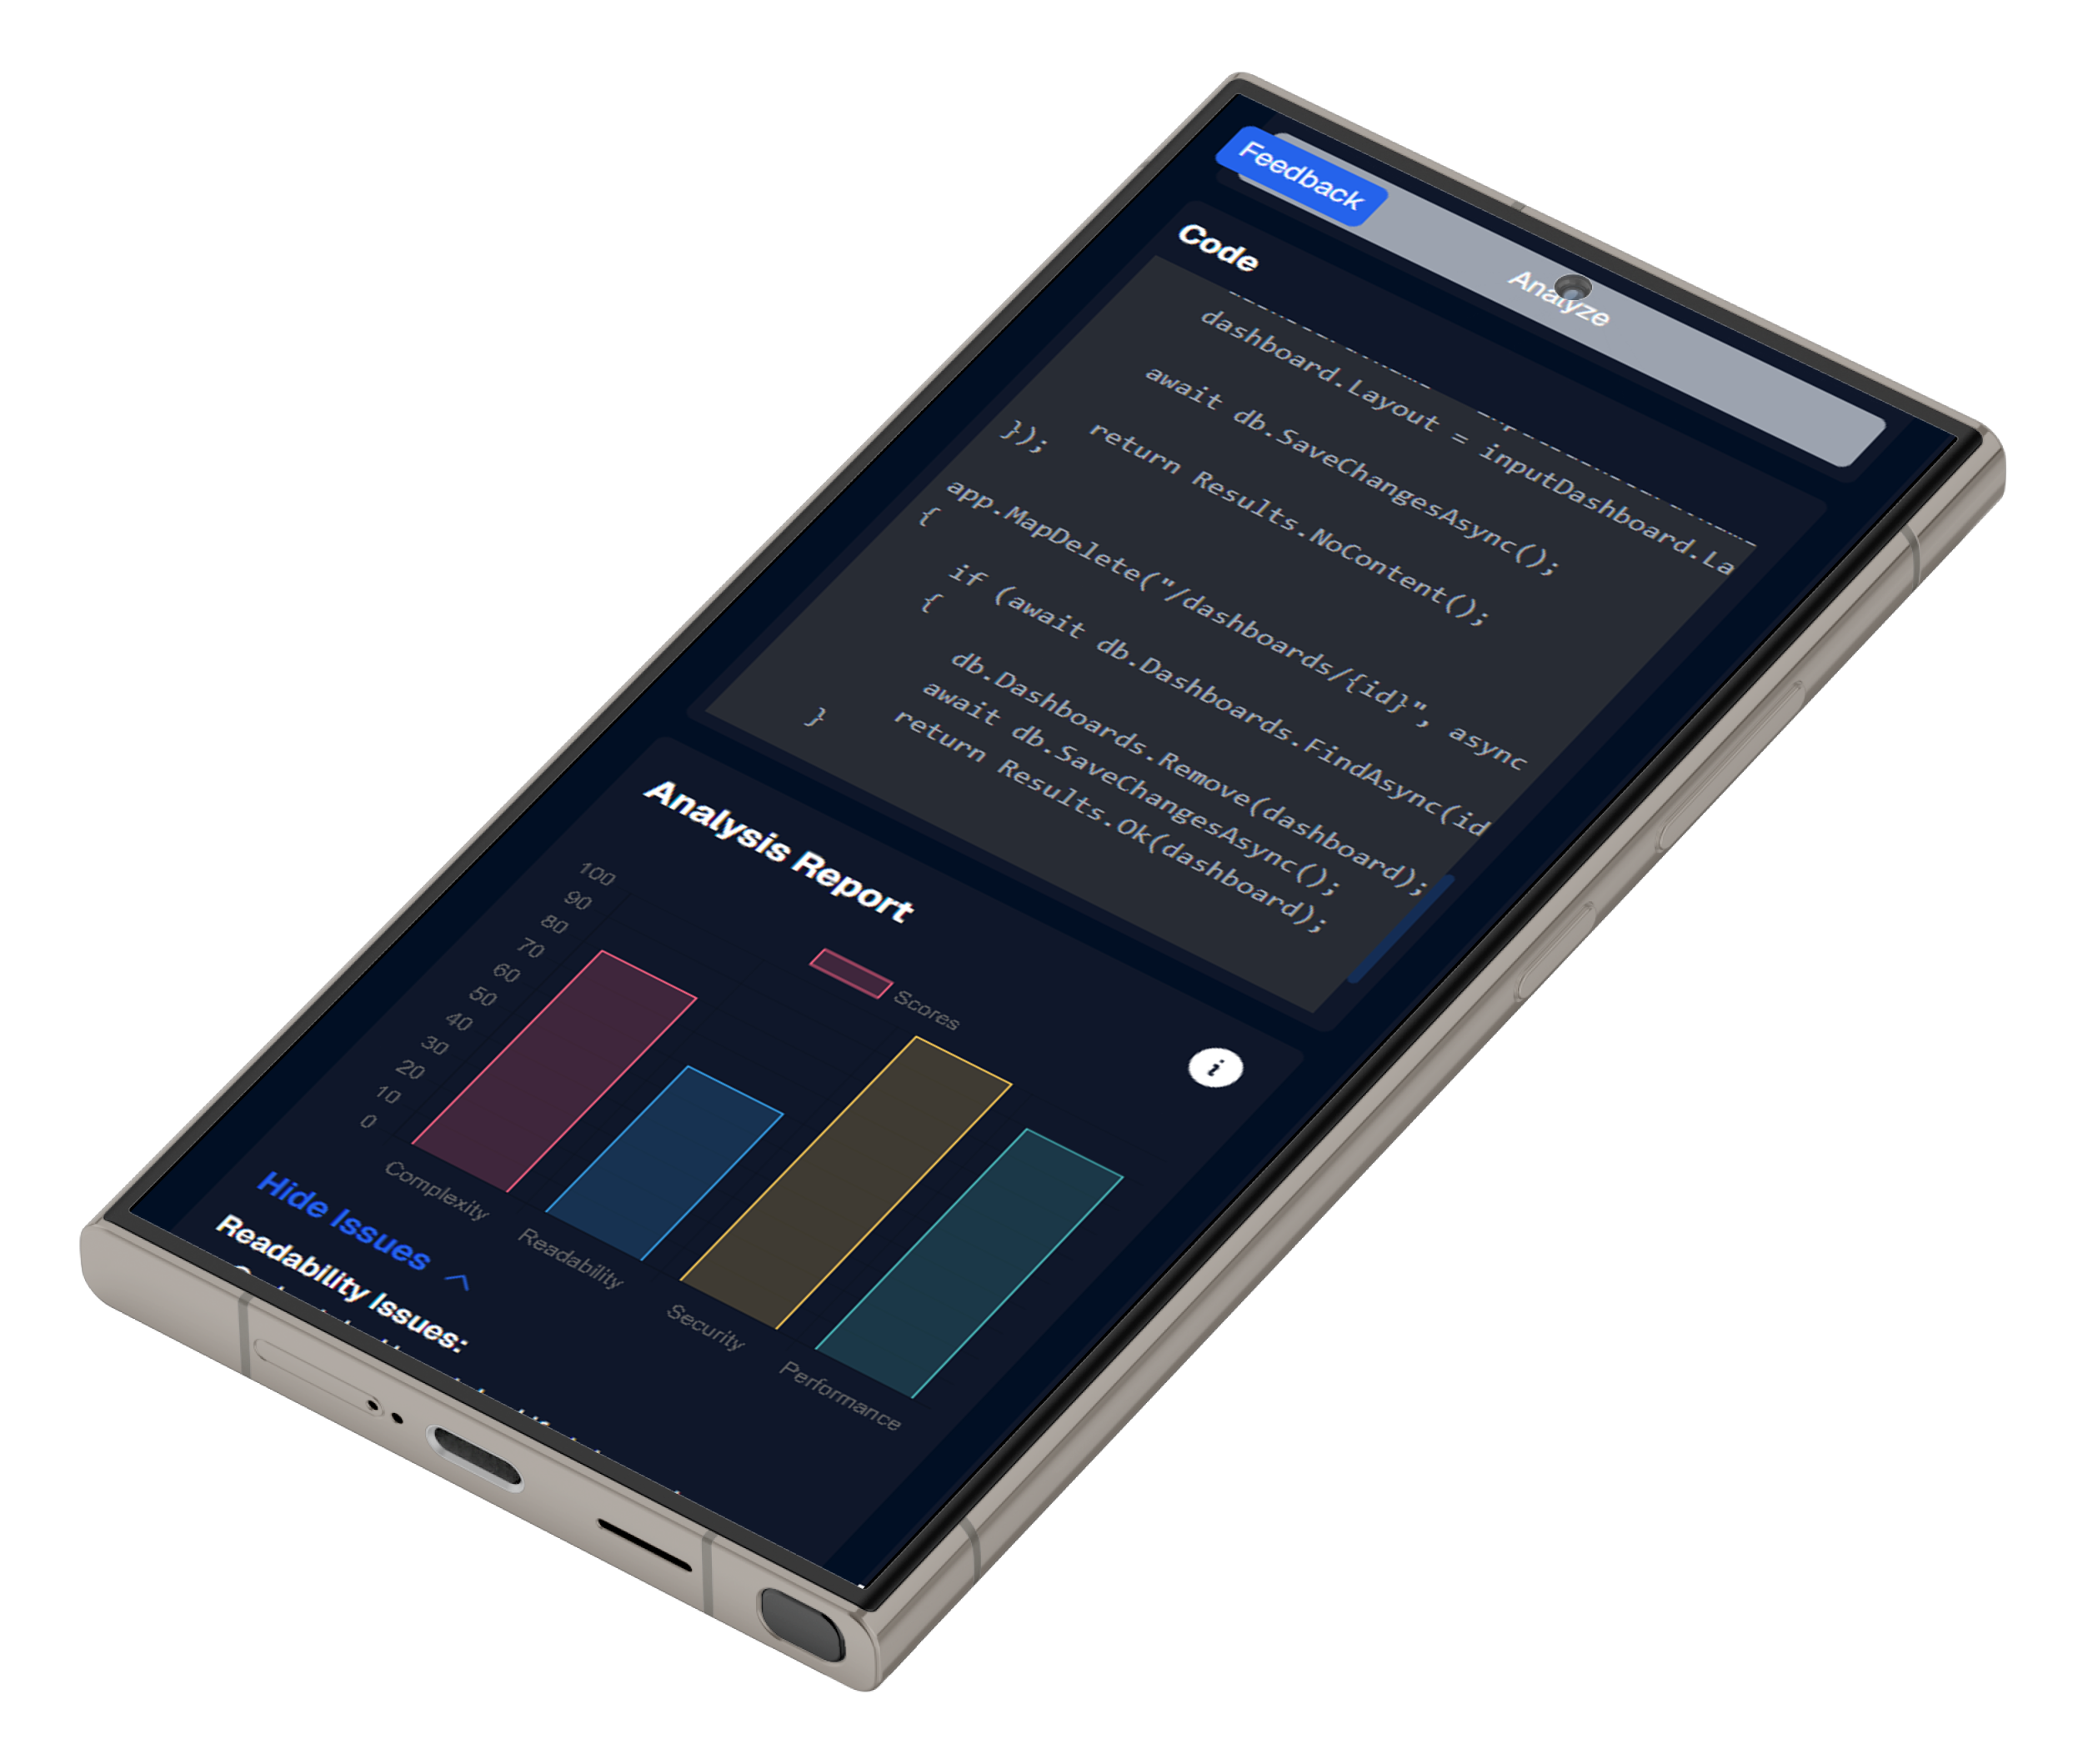 Feedback
Analyze
Code
dashboard.Layout = inputDashboard.La
await db.SaveChangesAsync();
return Results.NoContent();
});
app.MapDelete("/dashboards/{id}", async
{
if (await db.Dashboards.FindAsync(id
{
db.Dashboards.Remove(dashboard);
await db.SaveChangesAsync();
return Results.Ok(dashboard);
}
Analysis Report
Scores
100
90
80
70
60
50
40
30
20
10
0
Complexity
Readability
Security
Performance
i
Hide Issues
Readability Issues: